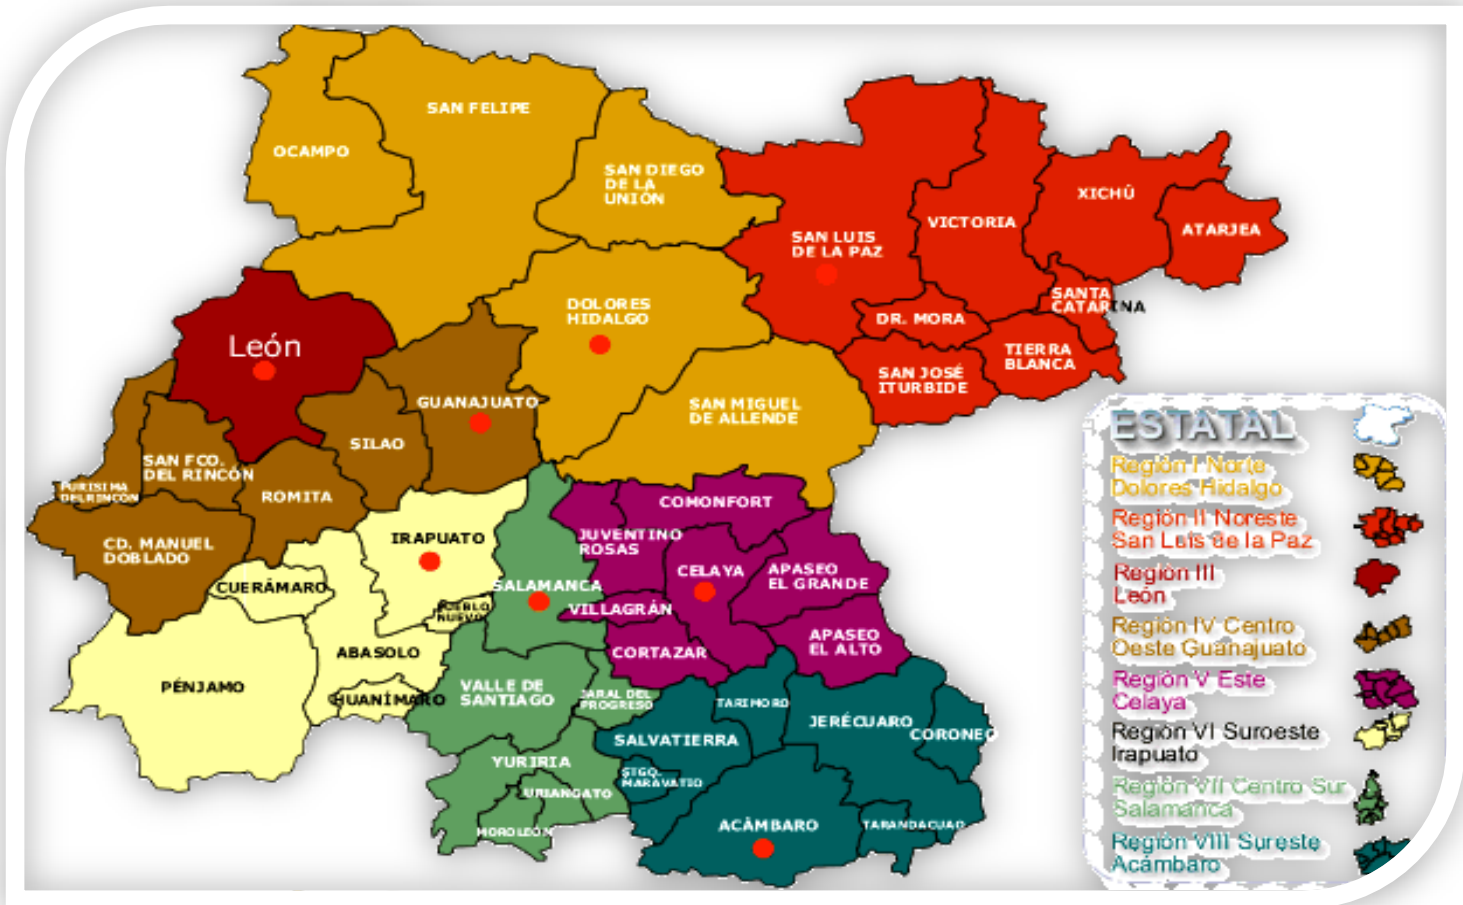 SAN FELIPE
OCAMPO
SAN DIEGO
DE LA
UNIÓN
XICHÚ
VICTORIA
ATARJEA
SAN LUIS
DE LA PAZ
SANTA
CATARINA
DOLORES
HIDALGO
DR. MORA
León
TIERRA
BLANCA
SAN JOSÉ
ITURBIDE
GUANAJUATO
SAN MIGUEL
DE ALLENDE
SILAO
SAN FCO.
DEL RINCÓN
PURISIMA
DELRINCÓN
ROMITA
COMONFORT
CD. MANUEL
DOBLADO
IRAPUATO
JUVENTINO
ROSAS
CELAYA
APASEO
EL GRANDE
CUERÁMARO
SALAMANCA
PUEBLO
NUEVO
VILLAGRÁN
APASEO
EL ALTO
ABASOLO
CORTAZAR
PÉNJAMO
HUANÍMARO
VALLE DE
SANTIAGO
JARAL DEL
PROGRESO
TARIMORO
JERÉCUARO
CORONEO
SALVATIERRA
YURIRIA
STGO.
MARAVATIO
URIANGATO
MOROLEÓN
ACÁMBARO
TARANDACUAO
ESTATAL
Región I Norte
Dolores Hidalgo
Región II Noreste
San Luis de la Paz
Región III
León
Región IV Centro
Oeste Guanajuato
Región V Este
Celaya
Región VI Suroeste
Irapuato
Región VII Centro Sur
Salamanca
Región VIII Sureste
Acámbaro